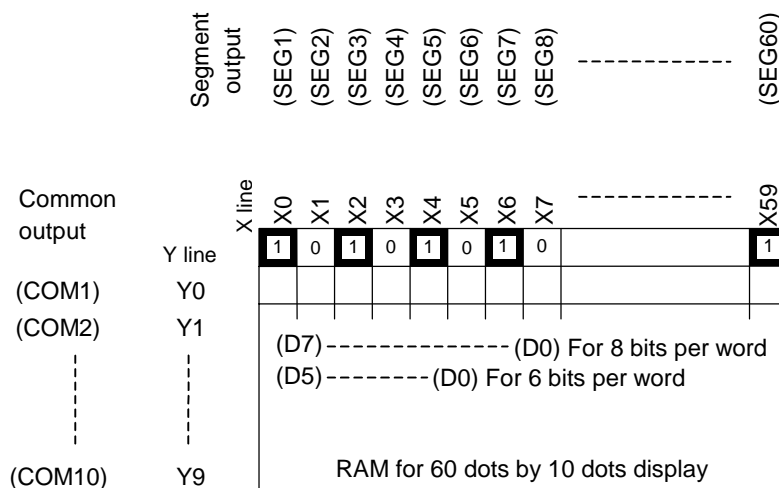 Segment output
(SEG1) (SEG2) (SEG3) (SEG4) (SEG5) (SEG6) (SEG7) (SEG8) (SEG60)
Common output
X line
X0 X1 X2 X3 X4 X5 X6 X7 X59
Y line
1 0 1 0 1 0 1 0 1
(COM1) Y0
(COM2) Y1
(D7) (D0) For 8 bits per word
(D5) (D0) For 6 bits per word
(COM10) Y9
RAM for 60 dots by 10 dots display